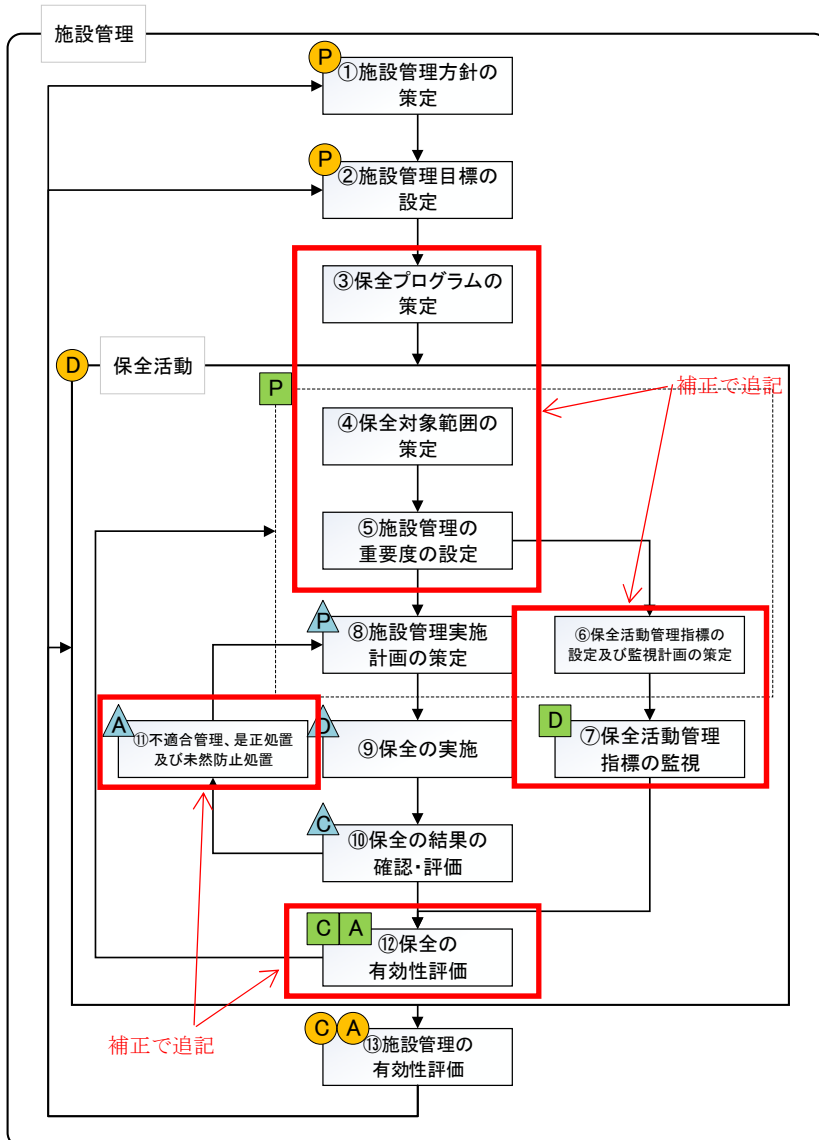 施設管理
P
①施設管理方針の
策定
P
②施設管理目標の
設定
③保全プログラムの
策定
D
保全活動
P
補正で追記
④保全対象範囲の
策定
⑤施設管理の
重要度の設定
P
⑧施設管理実施
計画の策定
⑥保全活動管理指標の
設定及び監視計画の策定
A
⑪不適合管理、是正処置
及び未然防止処置
D
⑨保全の実施
D
⑦保全活動管理
指標の監視
C
⑩保全の結果の
確認・評価
C A
⑫保全の
有効性評価
補正で追記
C A
⑬施設管理の
有効性評価